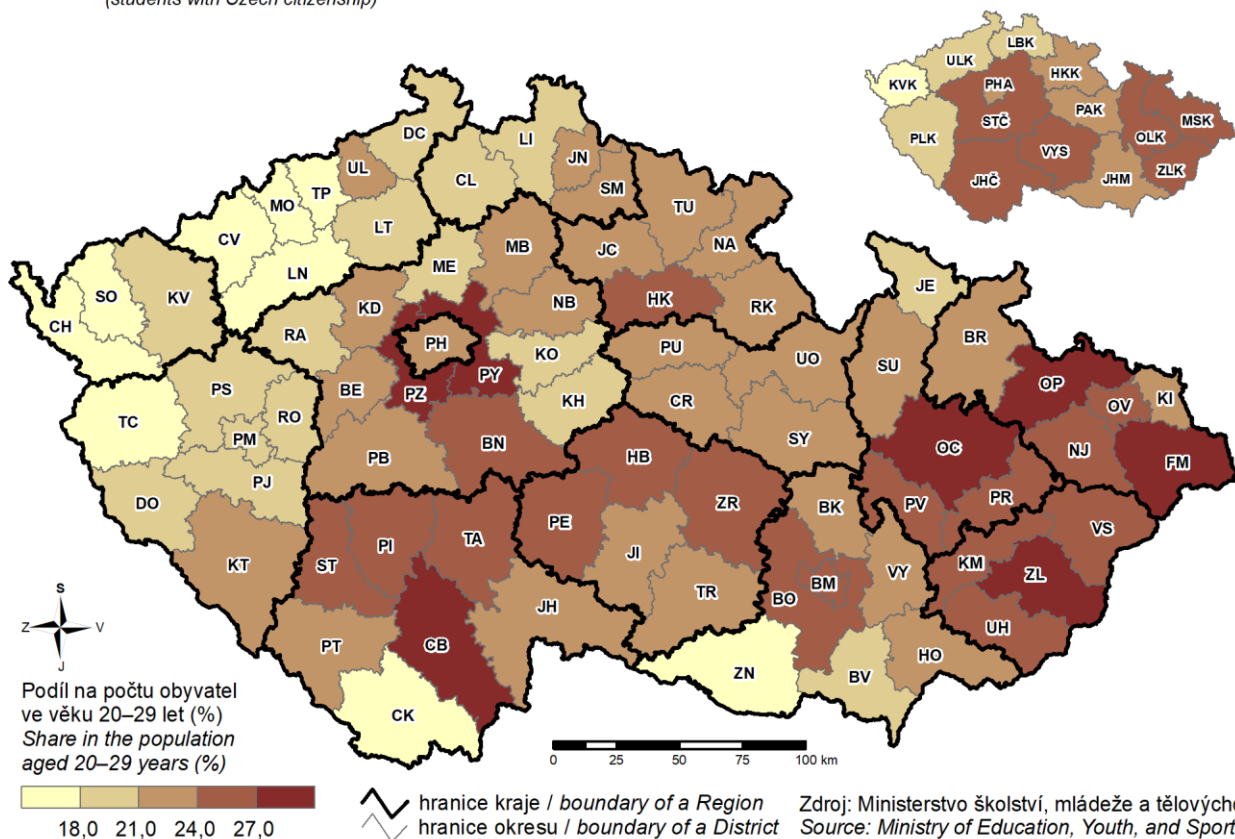 (students with Czech citizenship)
LBK
ULK
HKK
KVK
PHA
PAK
STČ
MSK
PLK
OLK
VYS
ZLK
JHČ
JHM
DC
LI
UL
JN
TP
CL
SM
MO
TU
CV
LT
MB
JC
NA
ME
LN
SO
KV
KD
NB
HK
RK
JE
CH
RA
PH
KO
PU
UO
BR
SU
PS
BE
PZ
PY
OP
KI
OV
TC
RO
KH
CR
PM
PB
BN
SY
OC
NJ
FM
HB
DO
PJ
ZR
PV
PR
BK
PE
VS
ST
PI
TA
JI
KM
KT
VY
ZL
BM
BO
TR
JH
UH
CB
PT
HO
ZN
BV
CK
S
Z V
J
Podíl na počtu obyvatel
ve věku 20–29 let (%)
Share in the population
aged 20–29 years (%)
18,0 21,0 24,0 27,0
0 25 50 75 100 km
hranice kraje / boundary of a Region
hranice okresu / boundary of a District
Zdroj: Ministerstvo školství, mládeže a tělovýcho
Source: Ministry of Education, Youth, and Sport